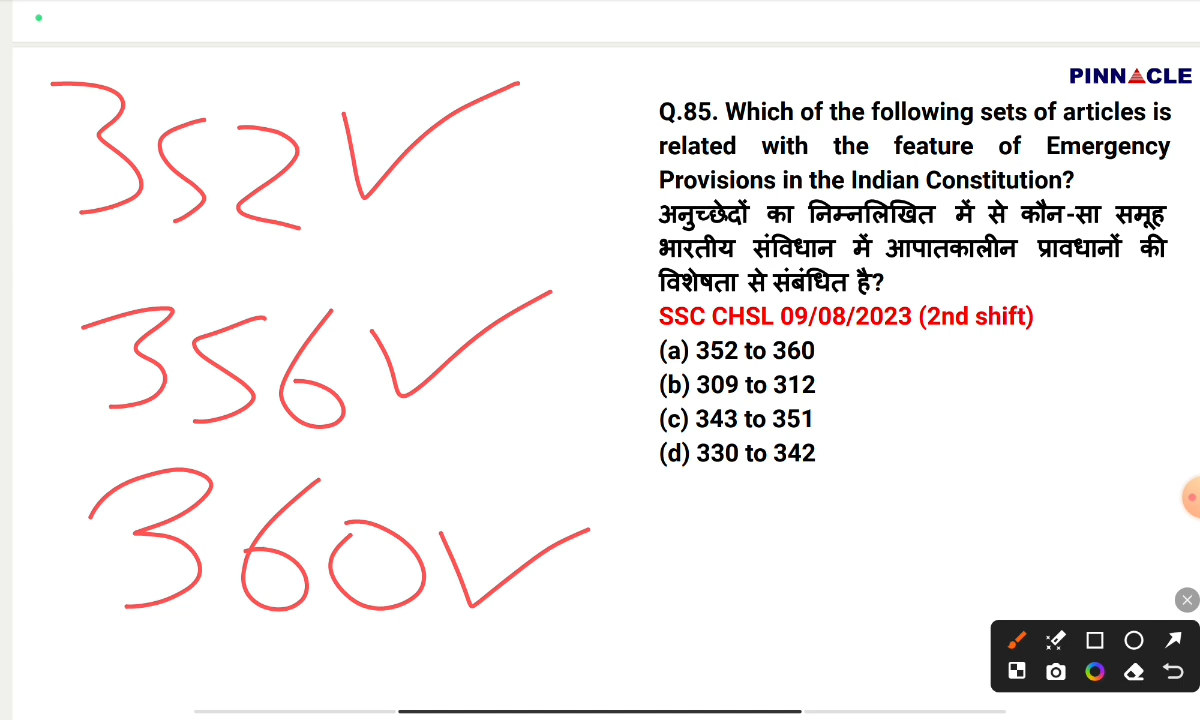 PINNACLE
352
356
360
Q.85. Which of the following sets of articles is
related with the feature of Emergency
Provisions in the Indian Constitution?
अनुच्छेदों का निम्नलिखित में से कौन-सा समूह
भारतीय संविधान में आपातकालीन प्रावधानों की
विशेषता से संबंधित है?
SSC CHSL 09/08/2023 (2nd shift)
(a) 352 to 360
(b) 309 to 312
(c) 343 to 351
(d) 330 to 342